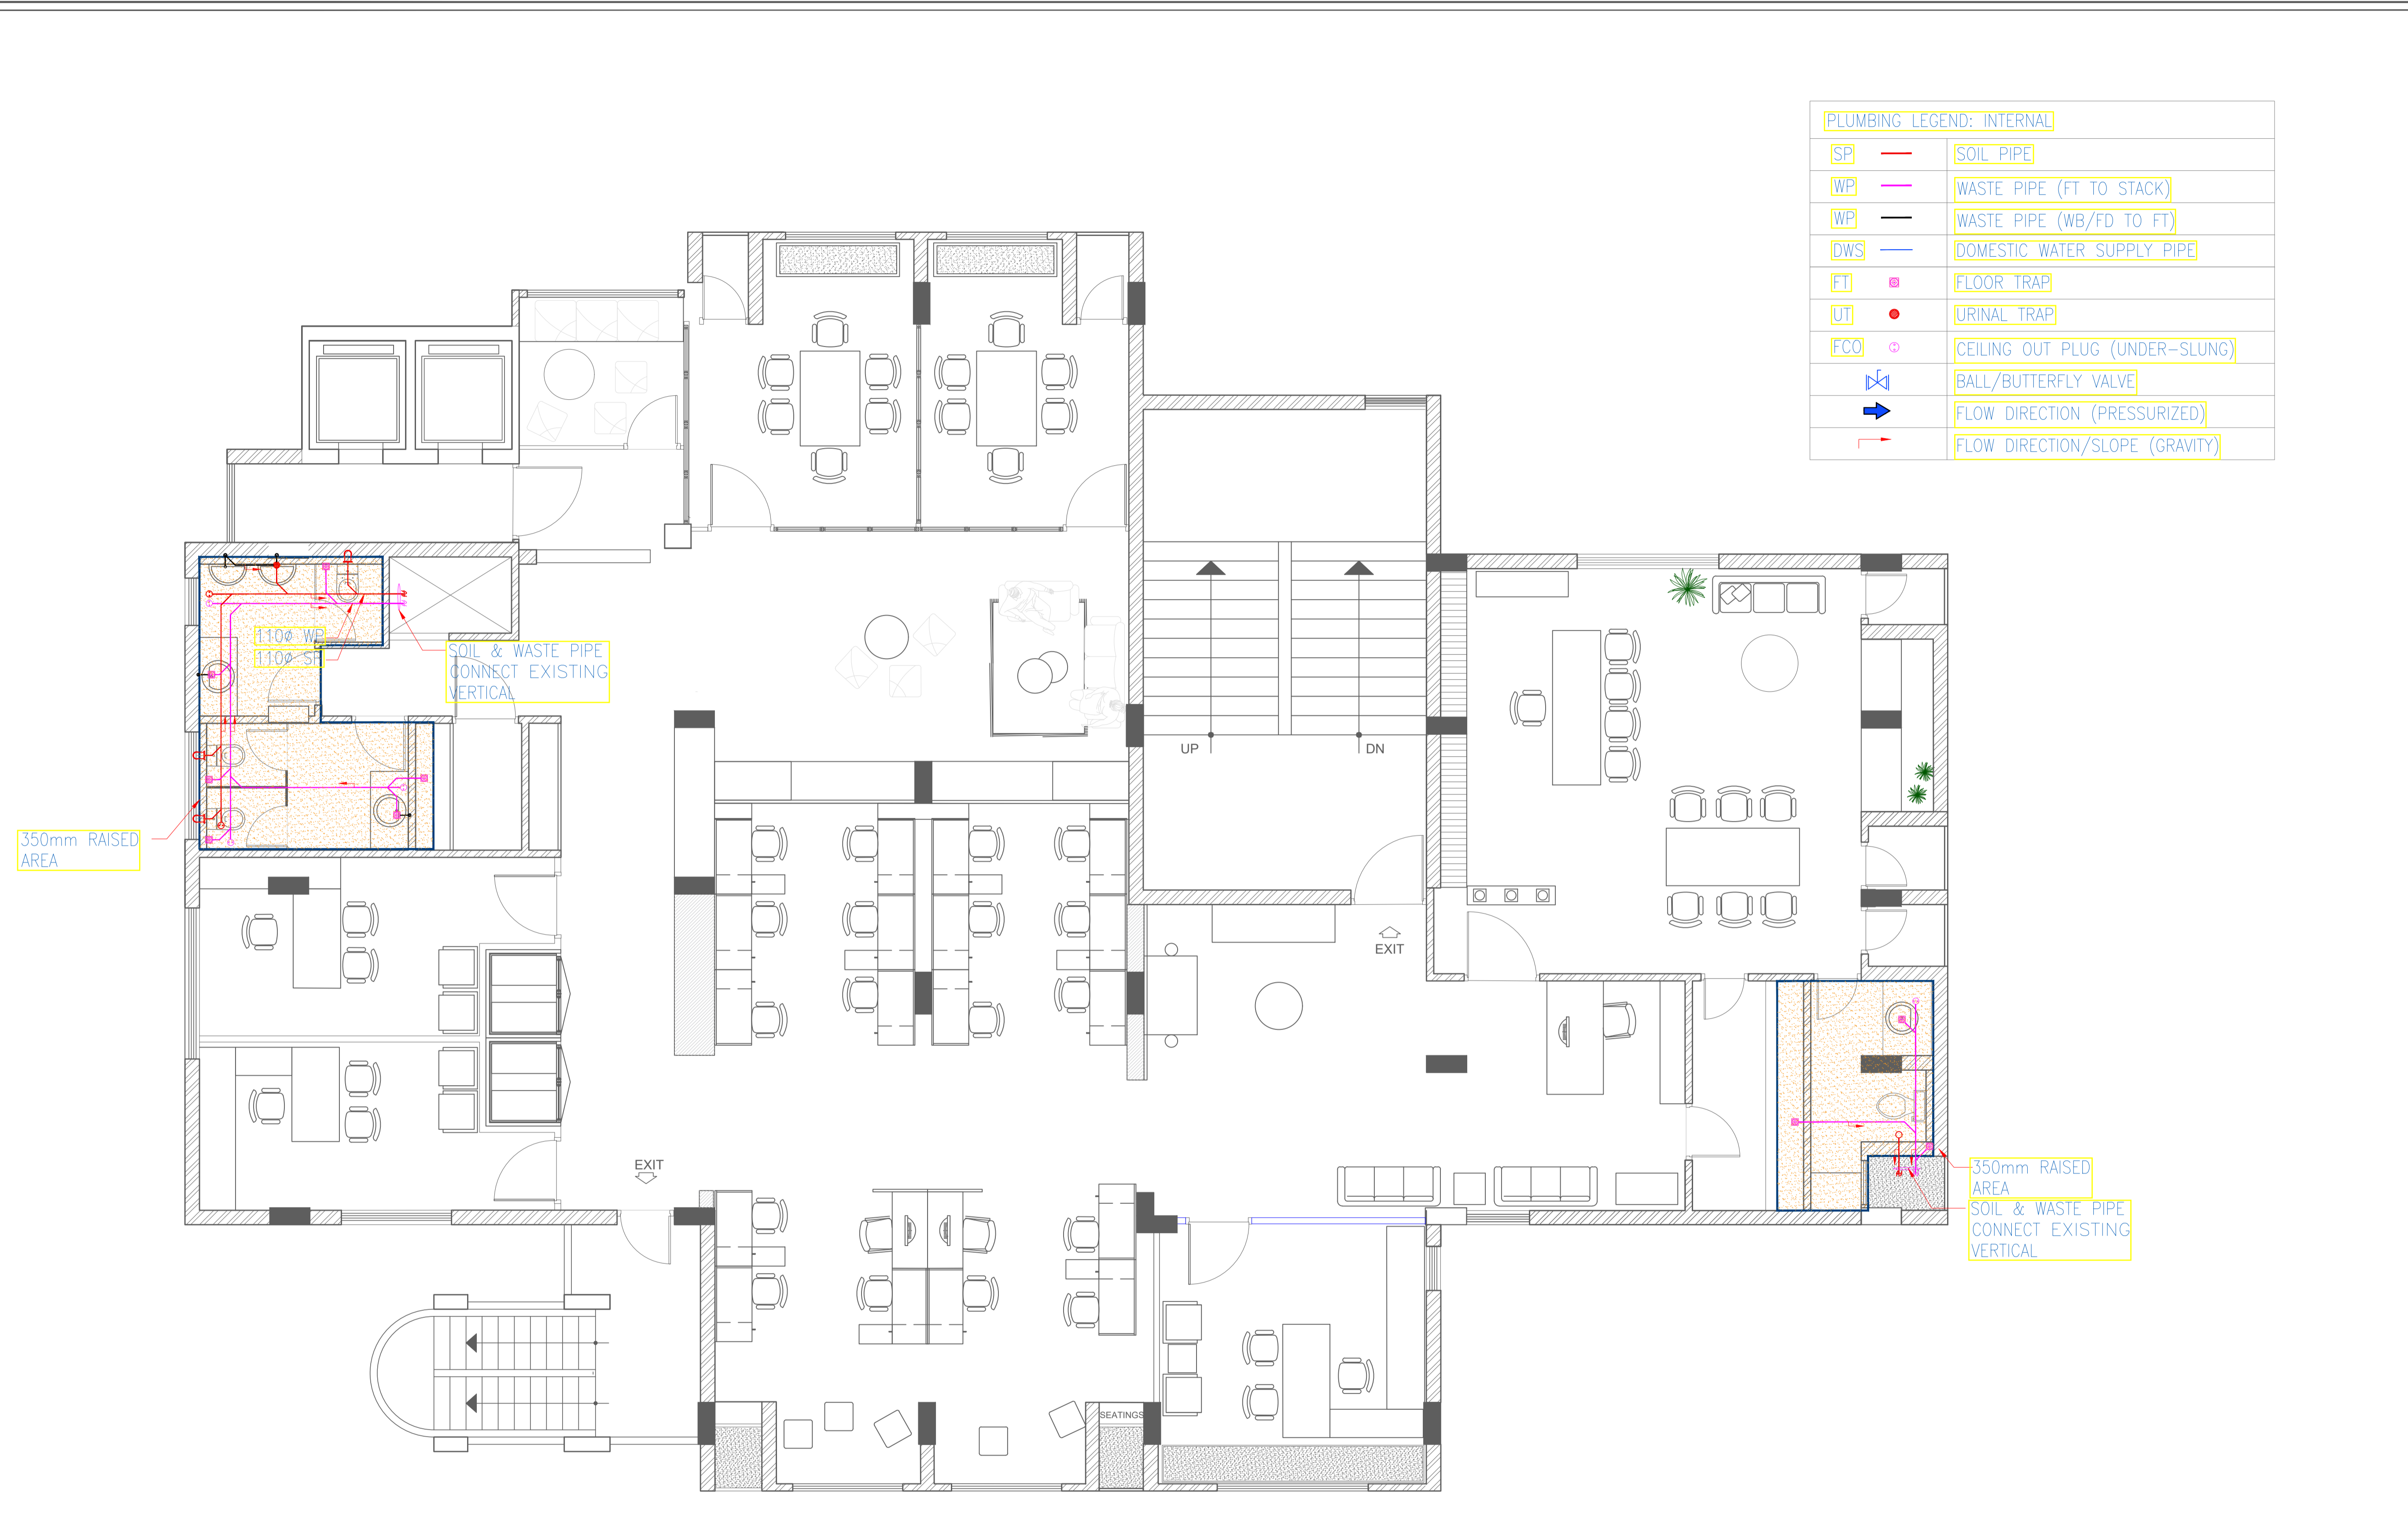 PLUMBING LEGEND: INTERNAL
SP SOIL PIPE
WP WASTE PIPE (FT TO STACK)
WP WASTE PIPE (WB/FD TO FT)
DWS DOMESTIC WATER SUPPLY PIPE
FT FLOOR TRAP
UT URINAL TRAP
FCO CEILING OUT PLUG (UNDER-SLUNG)
BALL/BUTTERFLY VALVE
FLOW DIRECTION (PRESSURIZED)
FLOW DIRECTION/SLOPE (GRAVITY)
110ø WP
110ø SP
SOIL & WASTE PIPE
CONNECT EXISTING
VERTICAL
UP
DN
350mm RAISED
AREA
EXIT
EXIT
350mm RAISED
AREA
SOIL & WASTE PIPE
CONNECT EXISTING
VERTICAL
SEATINGS